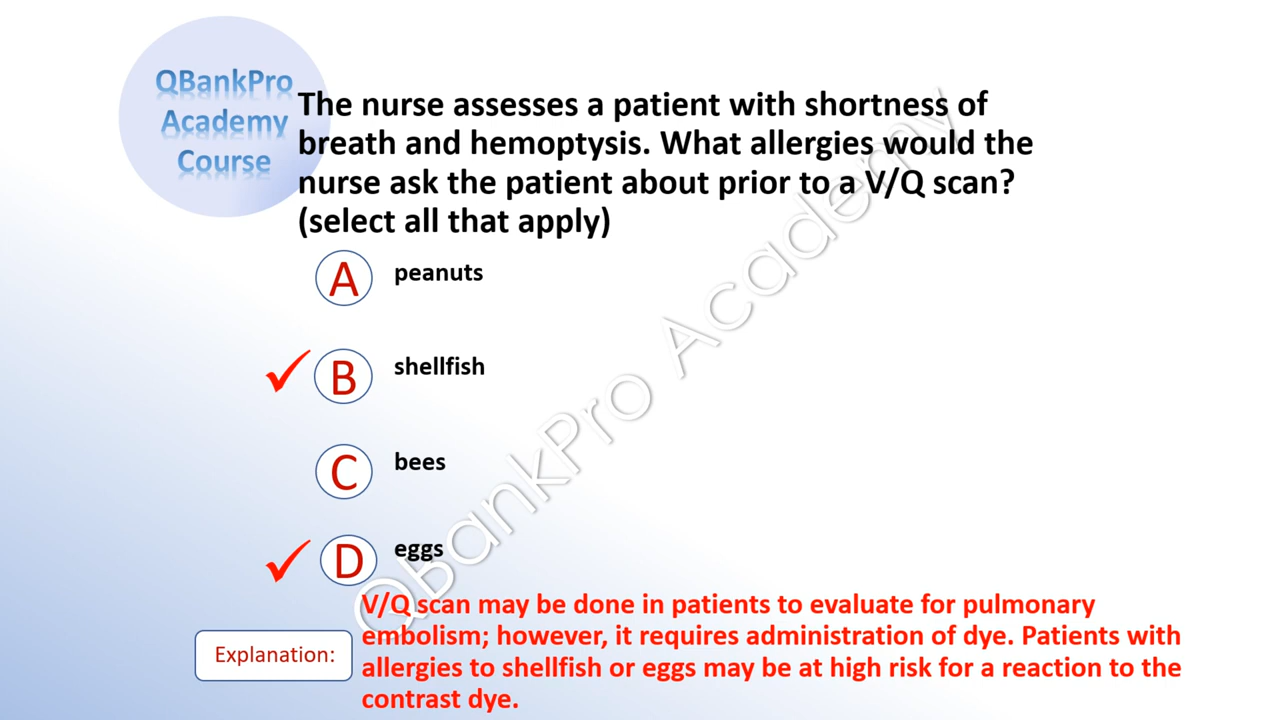 QBankPro
Academy
Course
The nurse assesses a patient with shortness of
breath and hemoptysis. What allergies would the
nurse ask the patient about prior to a V/Q scan?
(select all that apply)
A peanuts
B shellfish
C bees
D eggs
QBankPro Academy
Explanation:
V/Q scan may be done in patients to evaluate for pulmonary
embolism; however, it requires administration of dye. Patients with
allergies to shellfish or eggs may be at high risk for a reaction to the
contrast dye.